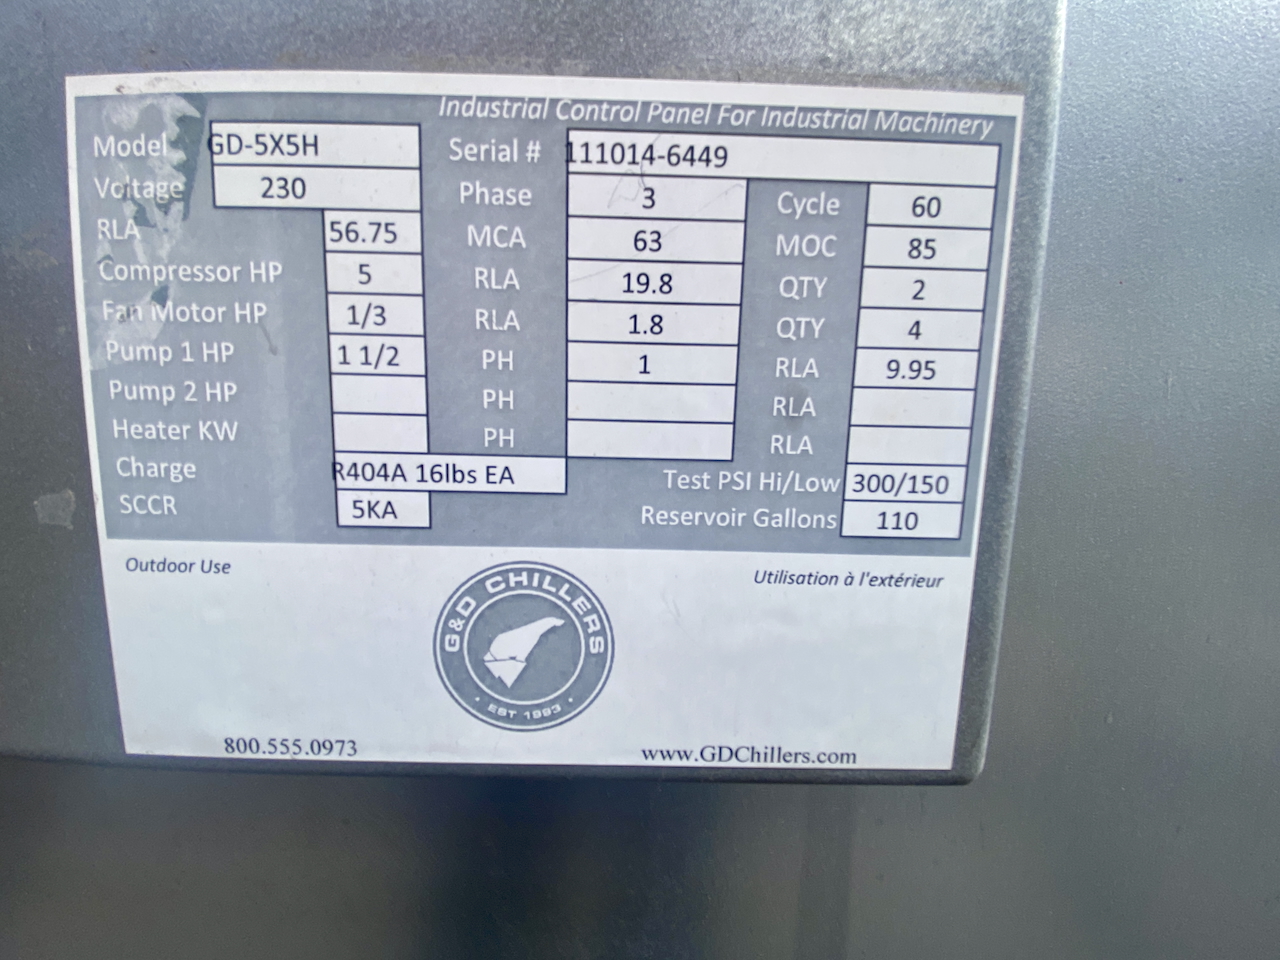 Industrial Control Panel For Industrial Machinery
Model GD-5X5H Serial # 111014-6449
Voltage 230 Phase 3 Cycle 60
RLA 56.75 MCA 63 MOC 85
Compressor HP 5 RLA 19.8 QTY 2
Fan Motor HP 1/3 RLA 1.8 QTY 4
Pump 1 HP 1 1/2 PH 1 RLA 9.95
Pump 2 HP PH RLA
Heater KW PH RLA
Charge R404A 16lbs EA Test PSI Hi/Low 300/150
SCCR 5KA Reservoir Gallons 110
Outdoor Use Utilisation à l'extérieur
G&D CHILLERS
EST 1993
800.555.0973 www.GDChillers.com